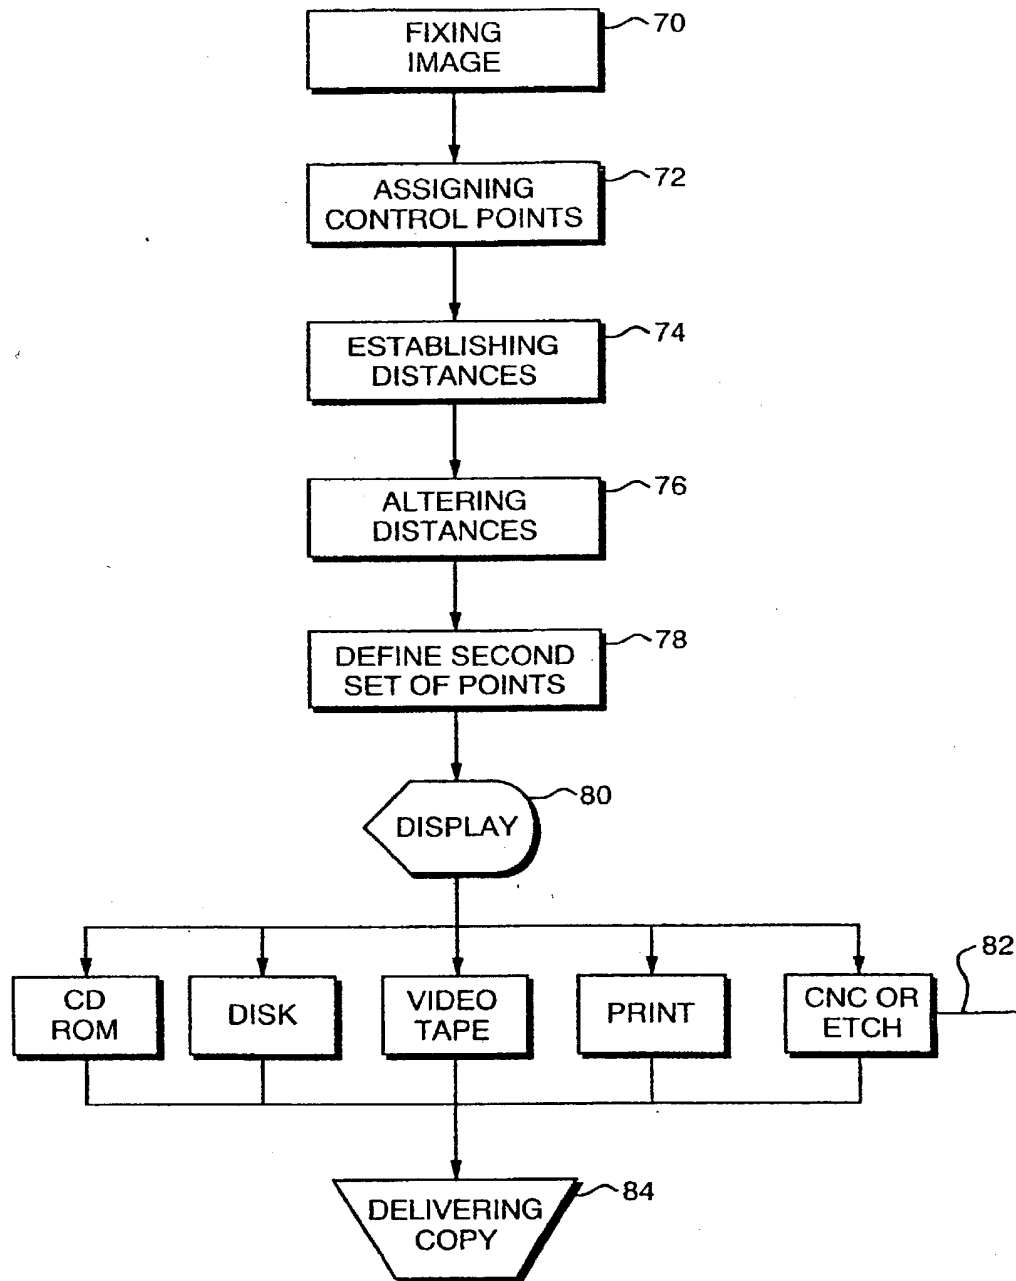 FIXING
IMAGE
70
ASSIGNING
CONTROL POINTS
72
ESTABLISHING
DISTANCES
74
ALTERING
DISTANCES
76
DEFINE SECOND
SET OF POINTS
78
DISPLAY
80
CD
ROM
DISK
VIDEO
TAPE
PRINT
CNC OR
ETCH
82
DELIVERING
COPY
84